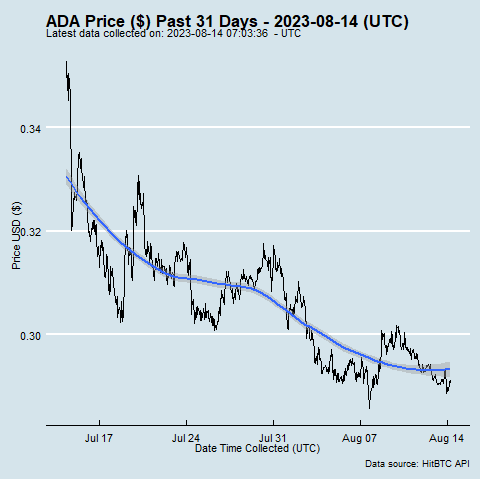 ADA Price ($) Past 31 Days - 2023-08-14 (UTC)
Latest data collected on: 2023-08-14 07:03:36 - UTC
0.34
0.32
0.30
Price USD ($)
Jul 17 Jul 24 Jul 31 Aug 07 Aug 14
Date Time Collected (UTC)
Data source: HitBTC API